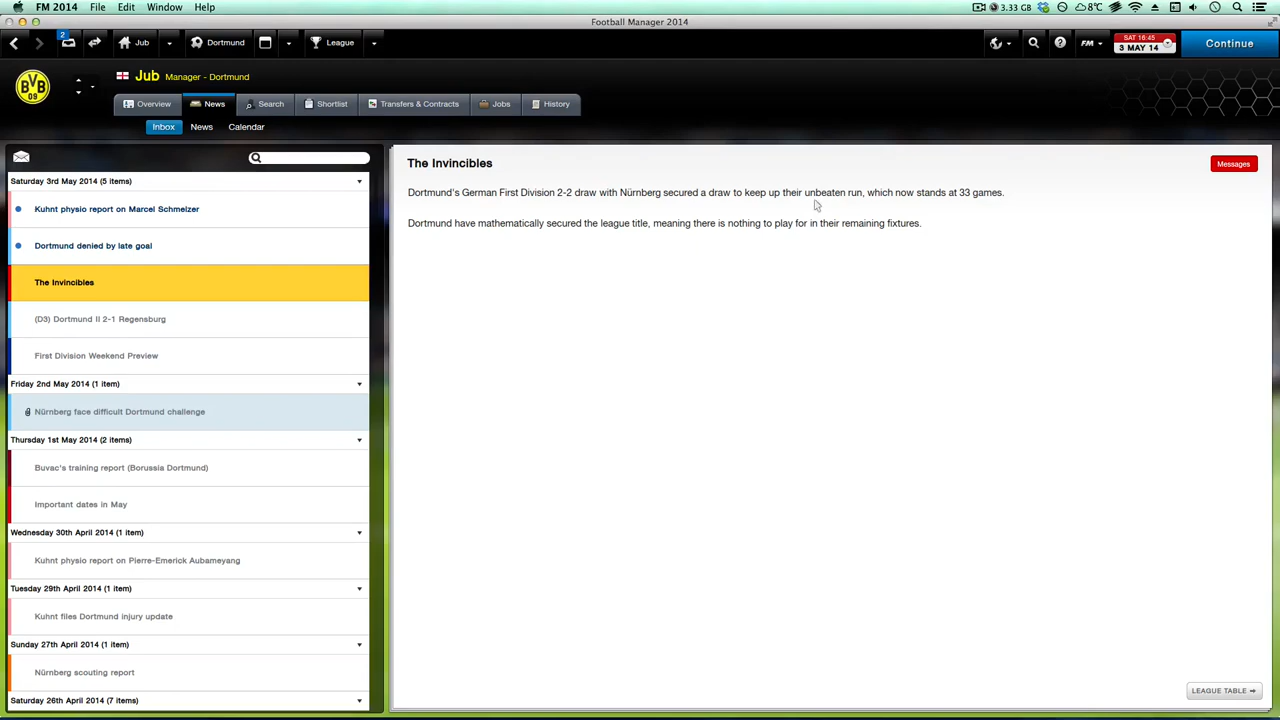 FM 2014 File Edit Window Help 3.33 GB 8°C
Football Manager 2014
2 Job Dortmund League FM SAT 16:45 3 MAY 14 Continue
BVB 09
Jub Manager - Dortmund
Overview News Search Shortlist Transfers & Contracts Jobs History
Inbox News Calendar
Saturday 3rd May 2014 (5 items)
Kuhnt physio report on Marcel Schmelzer
Dortmund denied by late goal
The Invincibles
(D3) Dortmund II 2-1 Regensburg
First Division Weekend Preview
Friday 2nd May 2014 (1 item)
Nürnberg face difficult Dortmund challenge
Thursday 1st May 2014 (2 items)
Buvac's training report (Borussia Dortmund)
Important dates in May
Wednesday 30th April 2014 (1 item)
Kuhnt physio report on Pierre-Emerick Aubameyang
Tuesday 29th April 2014 (1 item)
Kuhnt files Dortmund injury update
Sunday 27th April 2014 (1 item)
Nürnberg scouting report
Saturday 26th April 2014 (7 items)
The Invincibles
Messages
Dortmund's German First Division 2-2 draw with Nürnberg secured a draw to keep up their unbeaten run, which now stands at 33 games.
Dortmund have mathematically secured the league title, meaning there is nothing to play for in their remaining fixtures.
LEAGUE TABLE